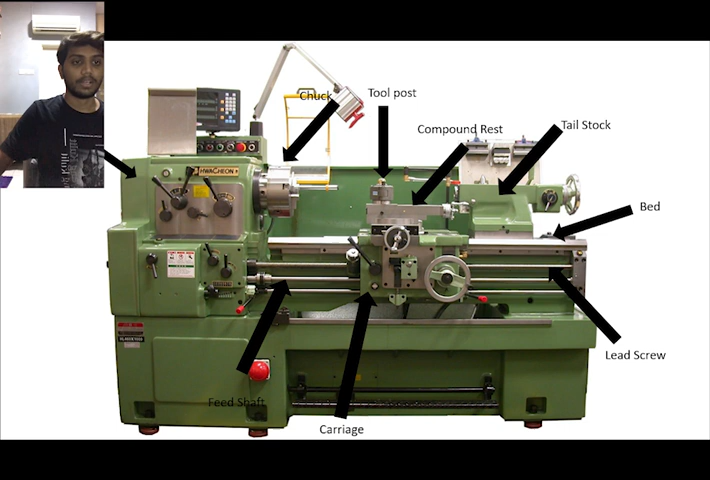 Chuck
Tool post
Compound Rest
Tail Stock
HWACHEON
Bed
Lead Screw
Feed Shaft
Carriage